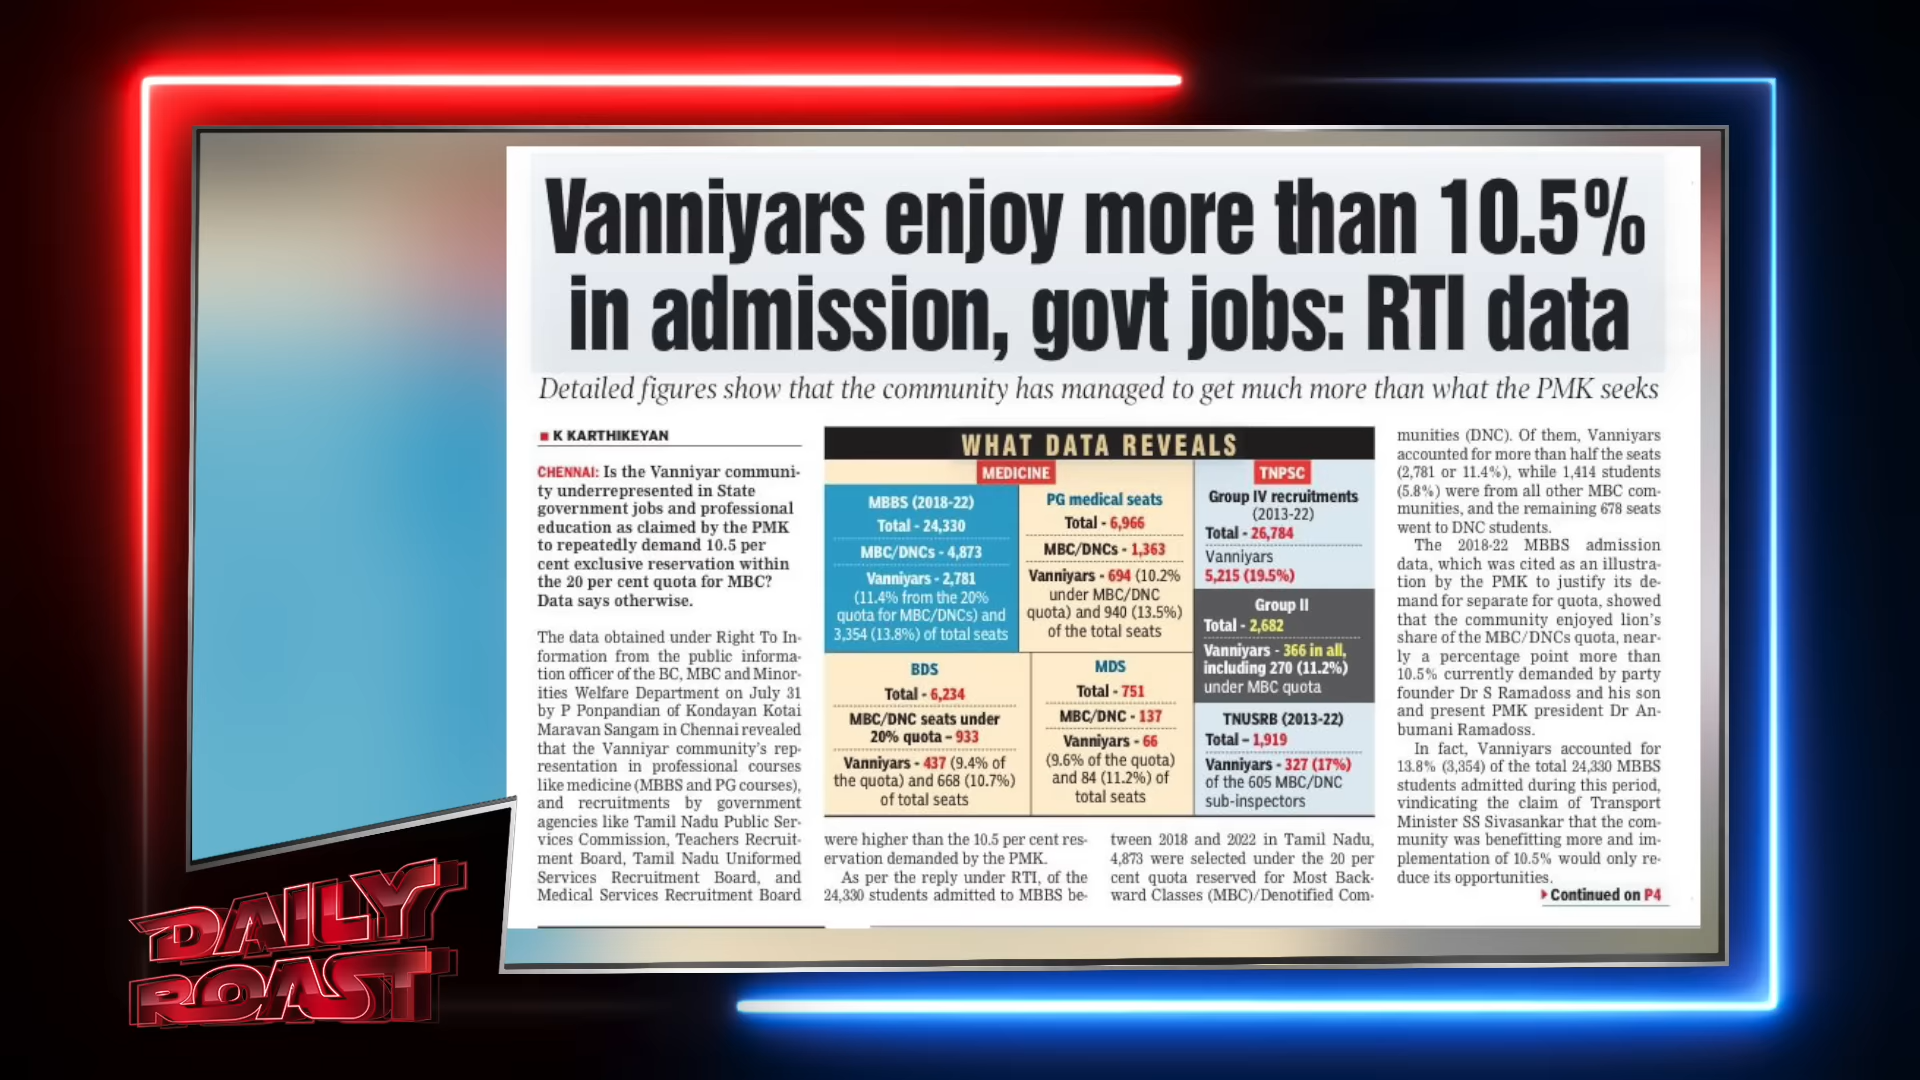 Vanniyars enjoy more than 10.5%
in admission, govt jobs: RTI data
Detailed figures show that the community has managed to get much more than what the PMK seeks
K KARTHIKEYAN
CHENNAI: Is the Vanniyar communi-
ty underrepresented in State
government jobs and professional
education as claimed by the PMK
to repeatedly demand 10.5 per
cent exclusive reservation within
the 20 per cent quota for MBC?
Data says otherwise.
The data obtained under Right To In-
formation from the public informa-
tion officer of the BC, MBC and Minor-
ities Welfare Department on July 31
by P Ponpandian of Kondayan Kotai
Maravan Sangam in Chennai revealed
that the Vanniyar community's rep-
resentation in professional courses
like medicine (MBBS and PG courses),
and recruitments by government
agencies like Tamil Nadu Public Ser-
vices Commission, Teachers Recruit-
ment Board, Tamil Nadu Uniformed
Services Recruitment Board, and
Medical Services Recruitment Board
WHAT DATA REVEALS
MEDICINE
MBBS (2018-22)
Total - 24,330
MBC/DNCs - 4,873
Vanniyars - 2,781
(11.4% from the 20%
quota for MBC/DNCs) and
3,354 (13.8%) of total seats
PG medical seats
Total - 6,966
MBC/DNCs - 1,363
Vanniyars - 694 (10.2%
under MBC/DNC
quota) and 940 (13.5%)
of the total seats
BDS
Total - 6,234
MBC/DNC seats under
20% quota - 933
Vanniyars - 437 (9.4% of
the quota) and 668 (10.7%)
of total seats
MDS
Total - 751
MBC/DNC - 137
Vanniyars - 66
(9.6% of the quota)
and 84 (11.2%) of
total seats
TNPSC
Group IV recruitments
(2013-22)
Total - 26,784
Vanniyars
5,215 (19.5%)
Group II
Total - 2,682
Vanniyars - 366 in all,
including 270 (11.2%)
under MBC quota
TNUSRB (2013-22)
Total - 1,919
Vanniyars - 327 (17%)
of the 605 MBC/DNC
sub-inspectors
were higher than the 10.5 per cent res-
ervation demanded by the PMK.
As per the reply under RTI, of the
24,330 students admitted to MBBS be-
tween 2018 and 2022 in Tamil Nadu,
4,873 were selected under the 20 per
cent quota reserved for Most Back-
ward Classes (MBC)/Denotified Com-
munities (DNC). Of them, Vanniyars
accounted for more than half the seats
(2,781 or 11.4%), while 1,414 students
(5.8%) were from all other MBC com-
munities, and the remaining 678 seats
went to DNC students.
The 2018-22 MBBS admission
data, which was cited as an illustra-
tion by the PMK to justify its de-
mand for separate for quota, showed
that the community enjoyed lion's
share of the MBC/DNCs quota, near-
ly a percentage point more than
10.5% currently demanded by party
founder Dr S Ramadoss and his son
and present PMK president Dr An-
bumani Ramadoss.
In fact, Vanniyars accounted for
13.8% (3,354) of the total 24,330 MBBS
students admitted during this period,
vindicating the claim of Transport
Minister SS Sivasankar that the com-
munity was benefitting more and im-
plementation of 10.5% would only re-
duce its opportunities.
Continued on P4
DAILY
ROAST